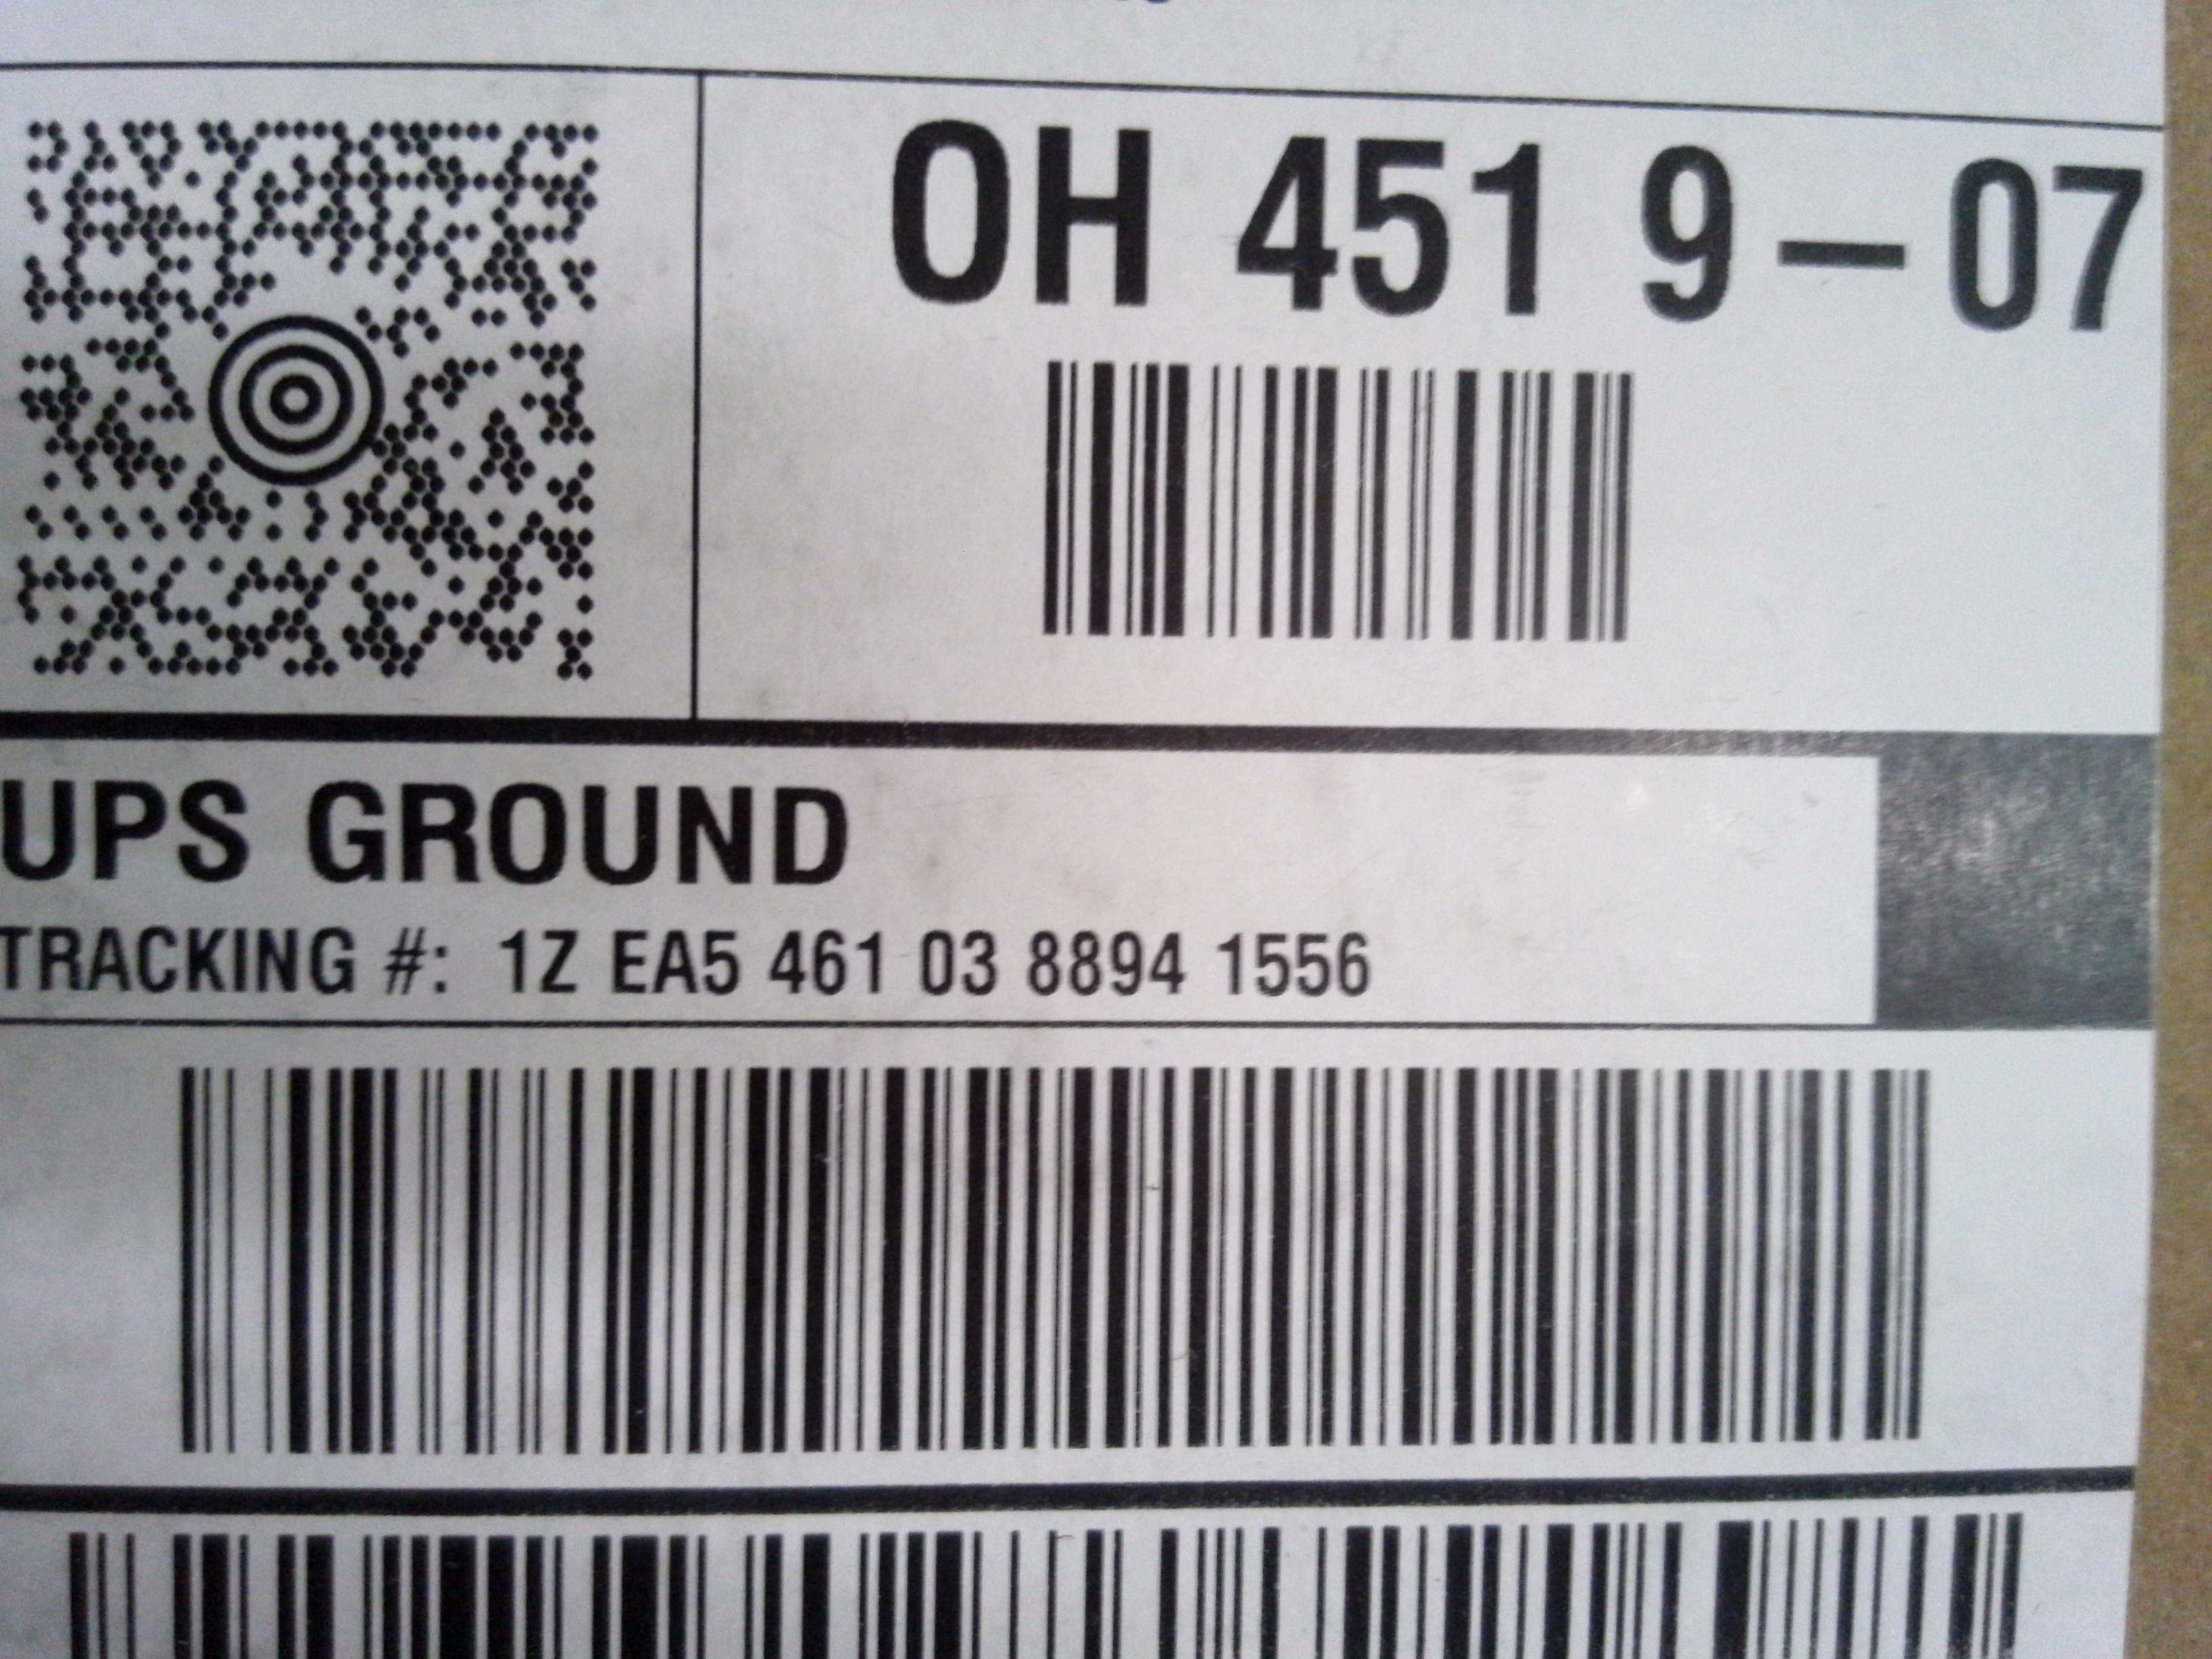 OH 451 9-07
UPS GROUND
TRACKING #: 1Z EA5 461 03 8894 1556